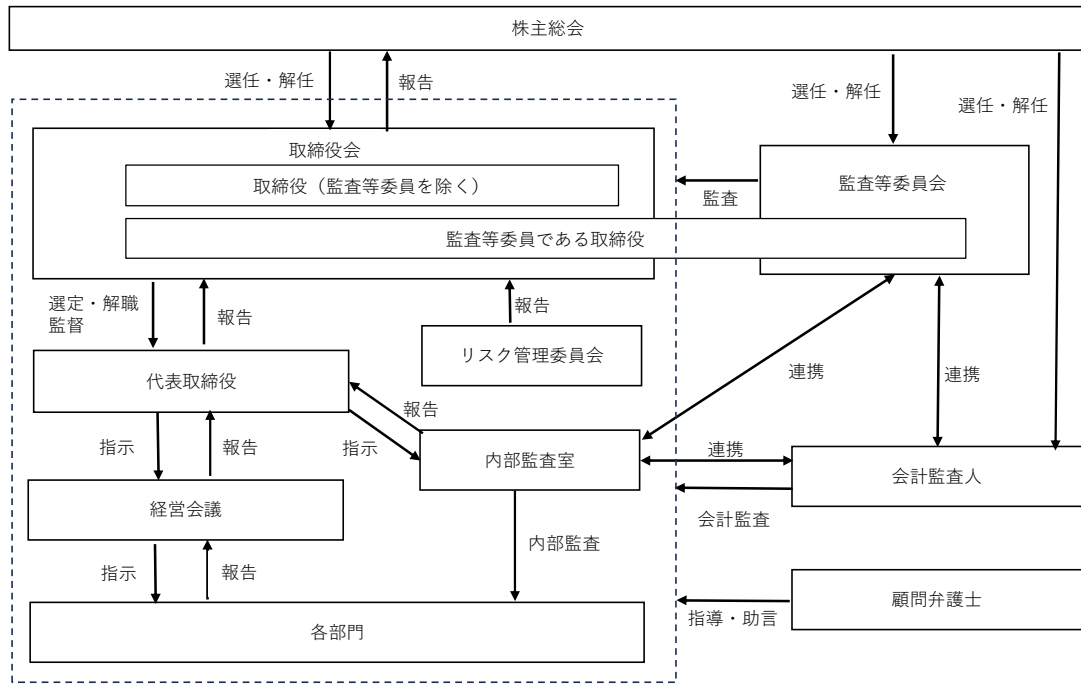 株主総会
選任・解任
報告
選任・解任
選任・解任
取締役会
取締役（監査等委員を除く）
監査等委員会
監査
監査等委員である取締役
選定・解職
監督
報告
報告
リスク管理委員会
連携
連携
代表取締役
報告
指示
報告
指示
内部監査室
連携
会計監査人
経営会議
会計監査
内部監査
指示
報告
顧問弁護士
指導・助言
各部門